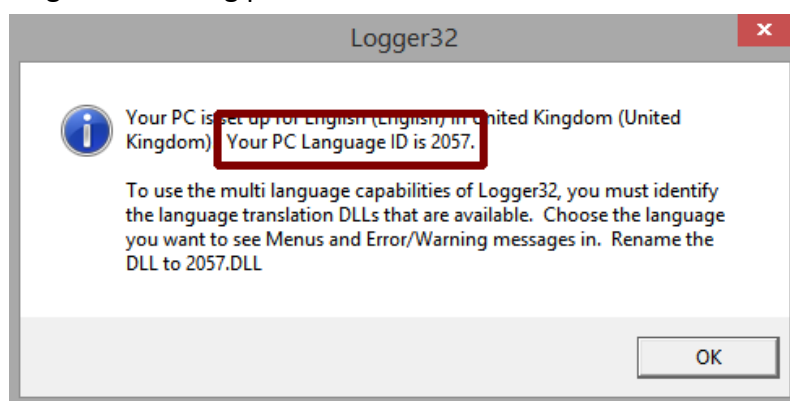 Logger32
Your PC is set up for English (English) in United Kingdom (United
Kingdom) Your PC Language ID is 2057.
To use the multi language capabilities of Logger32, you must identify
the language translation DLLs that are available. Choose the language
you want to see Menus and Error/Warning messages in. Rename the
DLL to 2057.DLL
OK